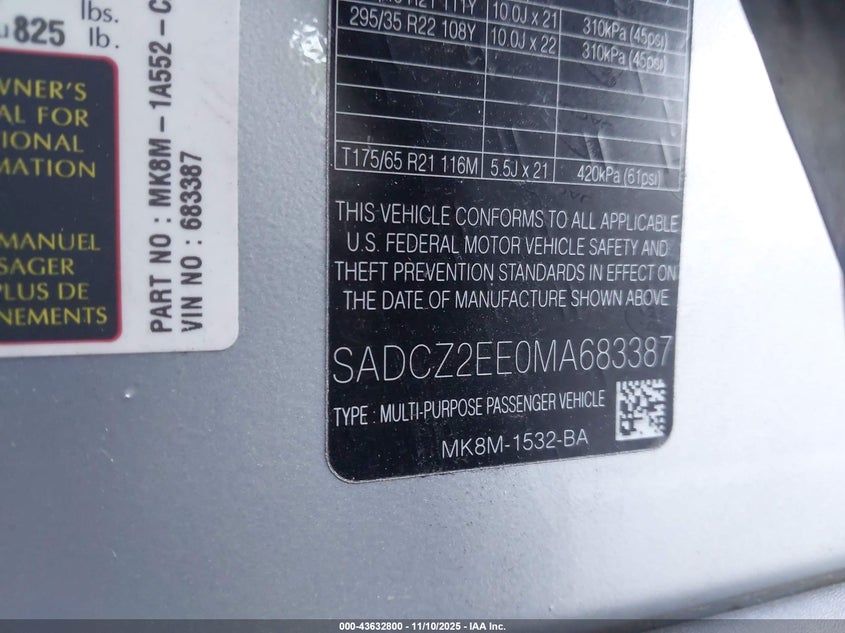 lbs.
825 lb.
WNER'S
AL FOR
TIONAL
MATION
MANUEL
SAGER
PLUS DE
NEMENTS
PART NO : MK8M – 1A552 –
VIN NO : 683387
R21 111Y 10.0J x 21 310kPa (45psi)
295/35 R22 108Y 10.0J x 22 310kPa (45psi)
T175/65 R21 116M 5.5J x 21 420kPa (61psi)
THIS VEHICLE CONFORMS TO ALL APPLICABLE
U.S. FEDERAL MOTOR VEHICLE SAFETY AND
THEFT PREVENTION STANDARDS IN EFFECT ON
THE DATE OF MANUFACTURE SHOWN ABOVE
SADCZ2EE0MA683387
TYPE : MULTI-PURPOSE PASSENGER VEHICLE
MK8M-1532-BA
000-43632800 - 11/10/2025 - IAA Inc.